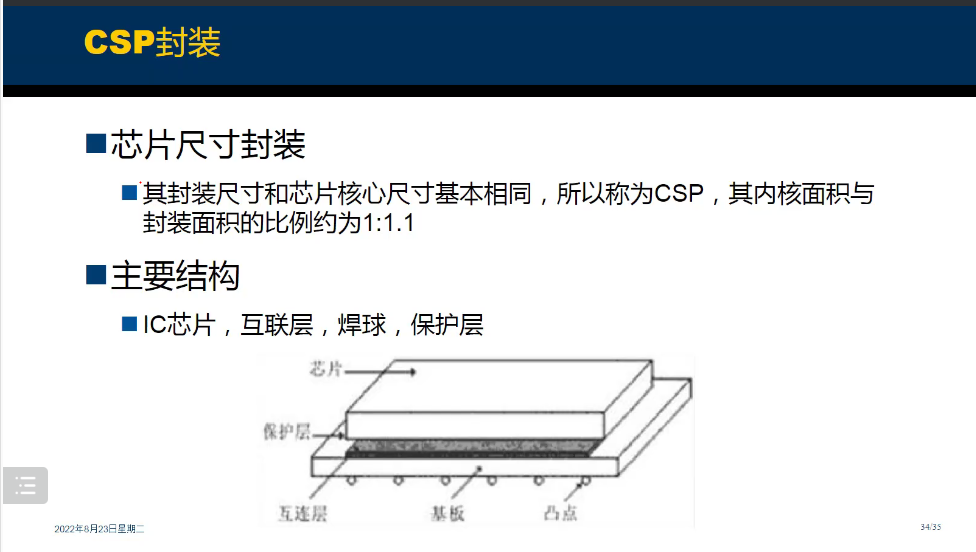 CSP封装
芯片尺寸封装
其封装尺寸和芯片核心尺寸基本相同，所以称为CSP，其内核面积与
封装面积的比例约为1:1.1
主要结构
IC芯片，互联层，焊球，保护层
芯片
保护层
互连层
基板
凸点
2022年8月23日星期二
34/35